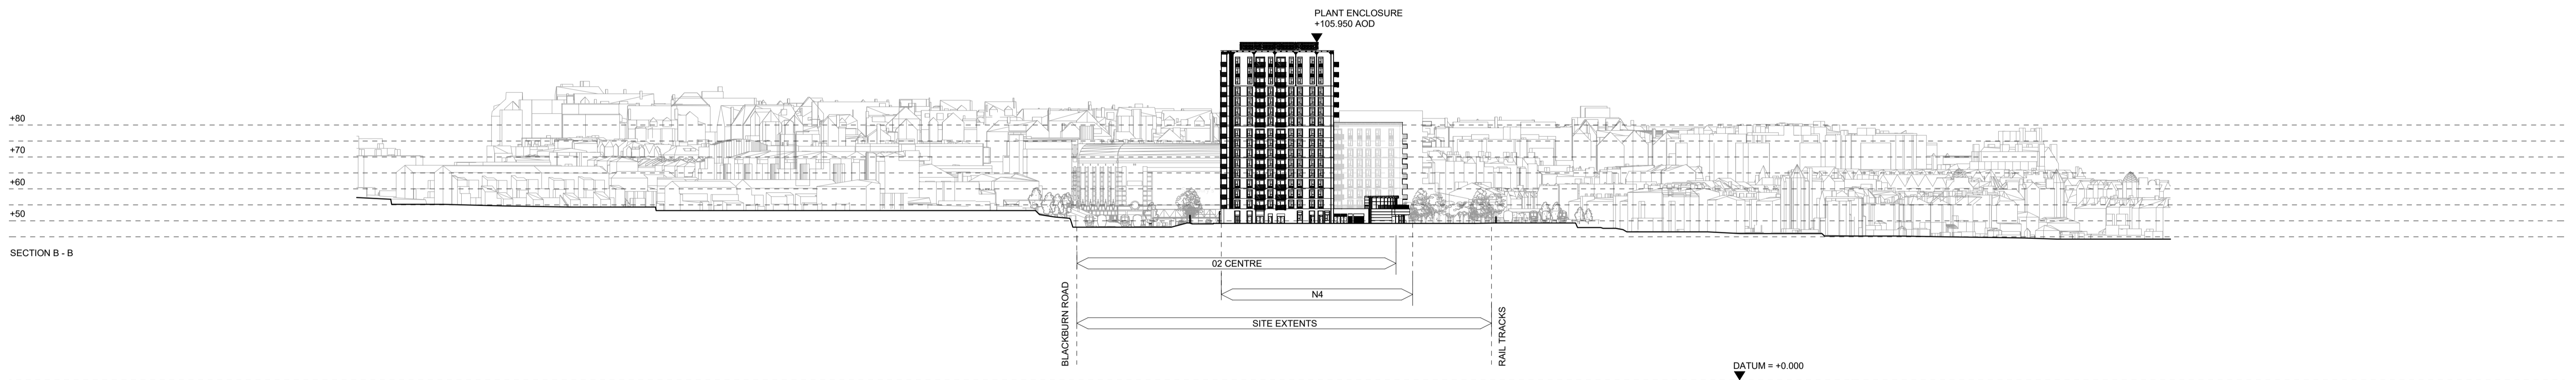 PLANT ENCLOSURE
+105.950 AOD
+80
+70
+60
+50
SECTION B - B
02 CENTRE
N4
SITE EXTENTS
BLACKBURN ROAD
RAIL TRACKS
DATUM = +0.000